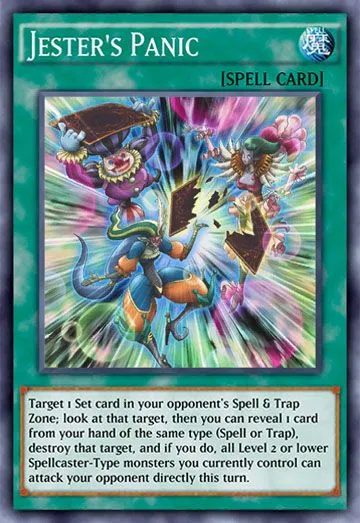 Jester's Panic
[SPELL CARD]
Target 1 Set card in your opponent's Spell & Trap
Zone; look at that target, then you can reveal 1 card
from your hand of the same type (Spell or Trap),
destroy that target, and if you do, all Level 2 or lower
Spellcaster-Type monsters you currently control can
attack your opponent directly this turn.